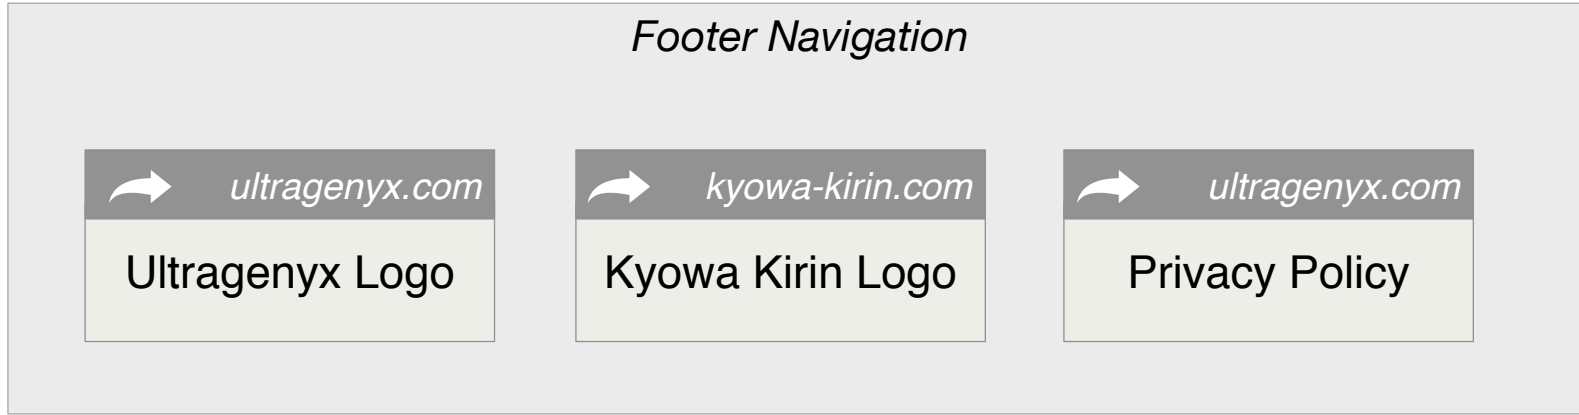 Footer Navigation
ultragenyx.com
Ultragenyx Logo
kyowa-kirin.com
Kyowa Kirin Logo
ultragenyx.com
Privacy Policy